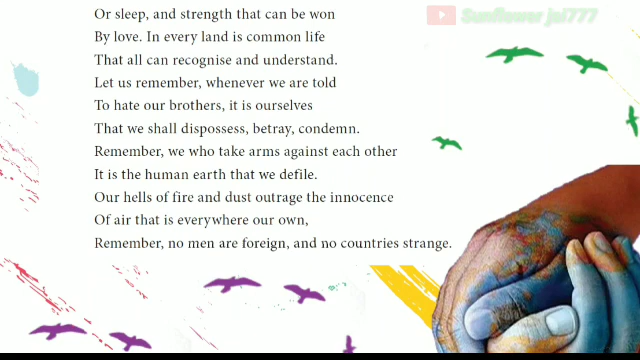 Sunflower jal777
Or sleep, and strength that can be won
By love. In every land is common life
That all can recognise and understand.
Let us remember, whenever we are told
To hate our brothers, it is ourselves
That we shall dispossess, betray, condemn.
Remember, we who take arms against each other
It is the human earth that we defile.
Our hells of fire and dust outrage the innocence
Of air that is everywhere our own,
Remember, no men are foreign, and no countries strange.